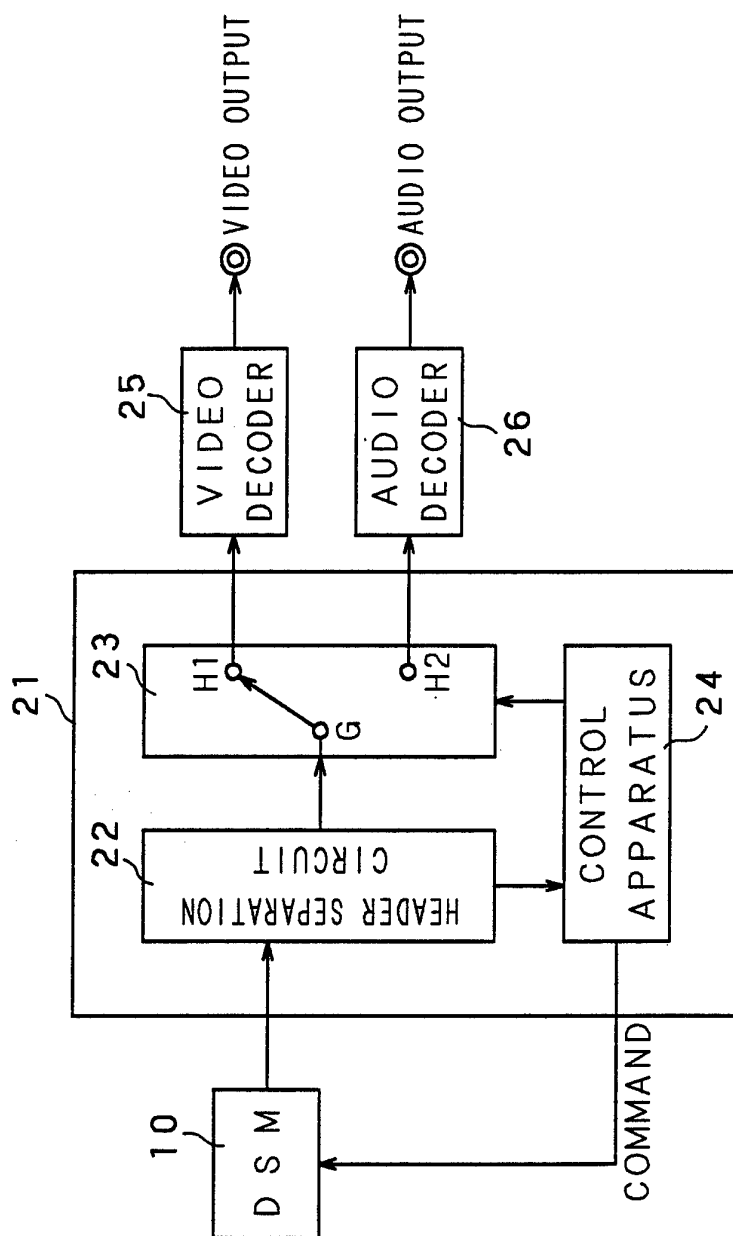 21
10
DSM
22
HEADER SEPARATION
CIRCUIT
23
G
H1
H2
25
VIDEO
DECODER
VIDEO OUTPUT
AUDIO
DECODER
26
AUDIO OUTPUT
CONTROL
APPARATUS
24
COMMAND